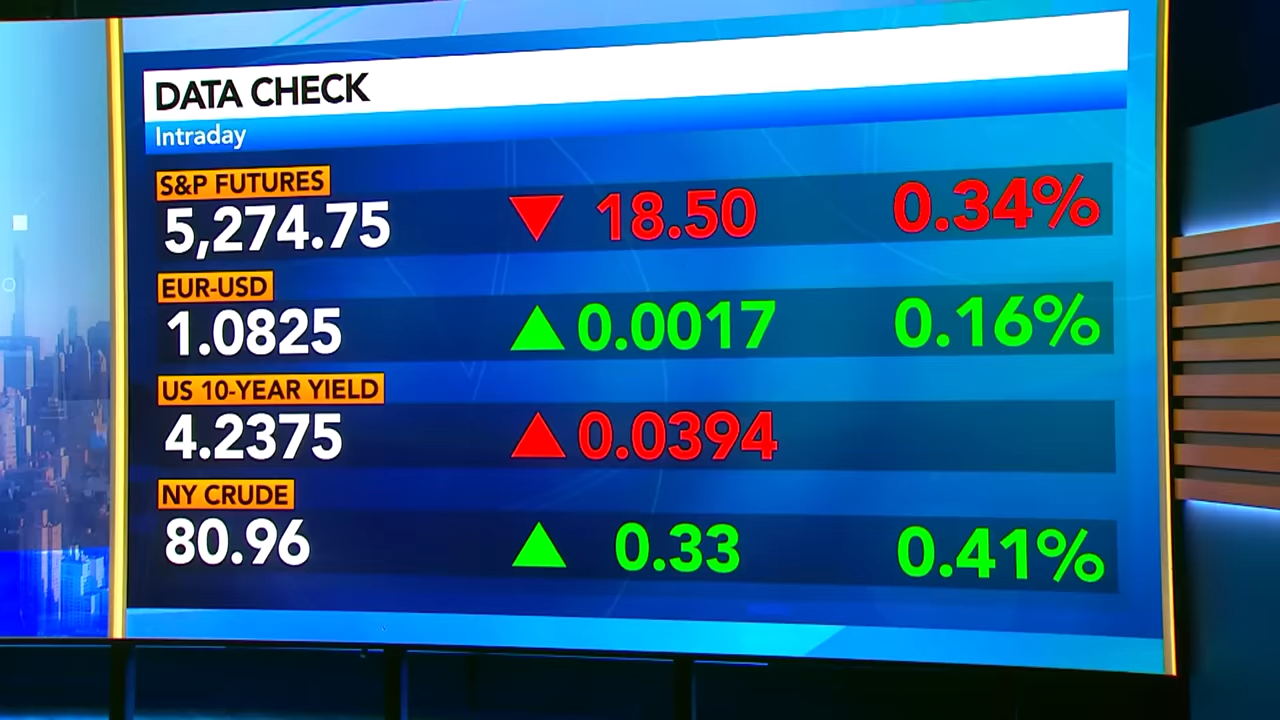 DATA CHECK
Intraday
S&P FUTURES
5,274.75 ▼ 18.50 0.34%
EUR-USD
1.0825 ▲ 0.0017 0.16%
US 10-YEAR YIELD
4.2375 ▲ 0.0394
NY CRUDE
80.96 ▲ 0.33 0.41%